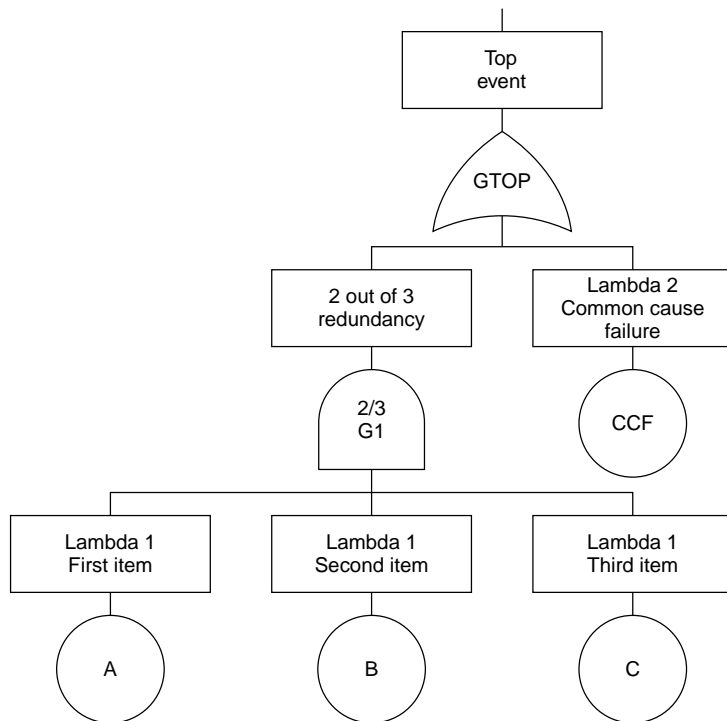 Top
event
GTOP
2 out of 3
redundancy
Lambda 2
Common cause
failure
2/3
G1
CCF
Lambda 1
First item
Lambda 1
Second item
Lambda 1
Third item
A
B
C